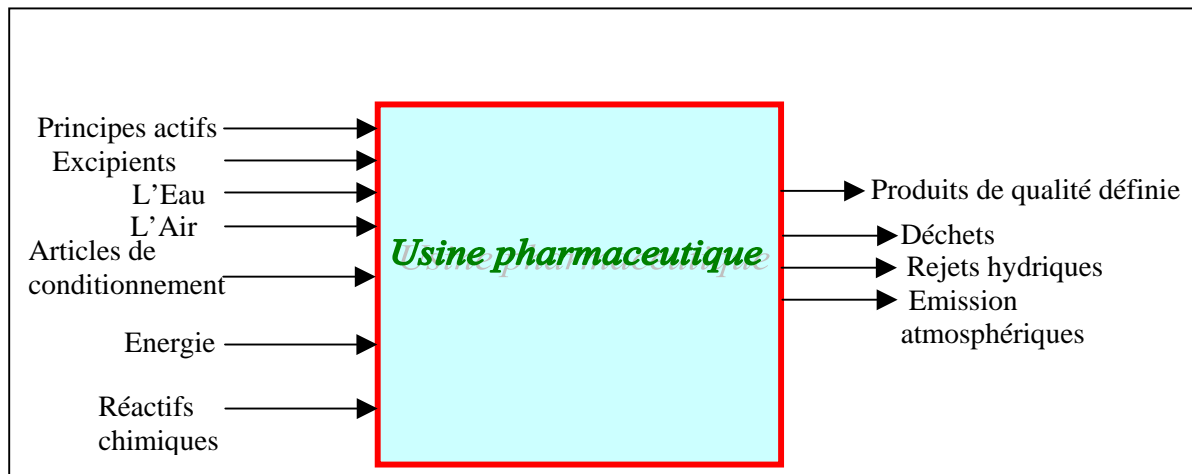 Principes actifs
Excipients
L'Eau
L'Air
Articles de
conditionnement
Energie
Réactifs
chimiques
Usine pharmaceutique
Produits de qualité définie
Déchets
Rejets hydriques
Emission
atmosphériques